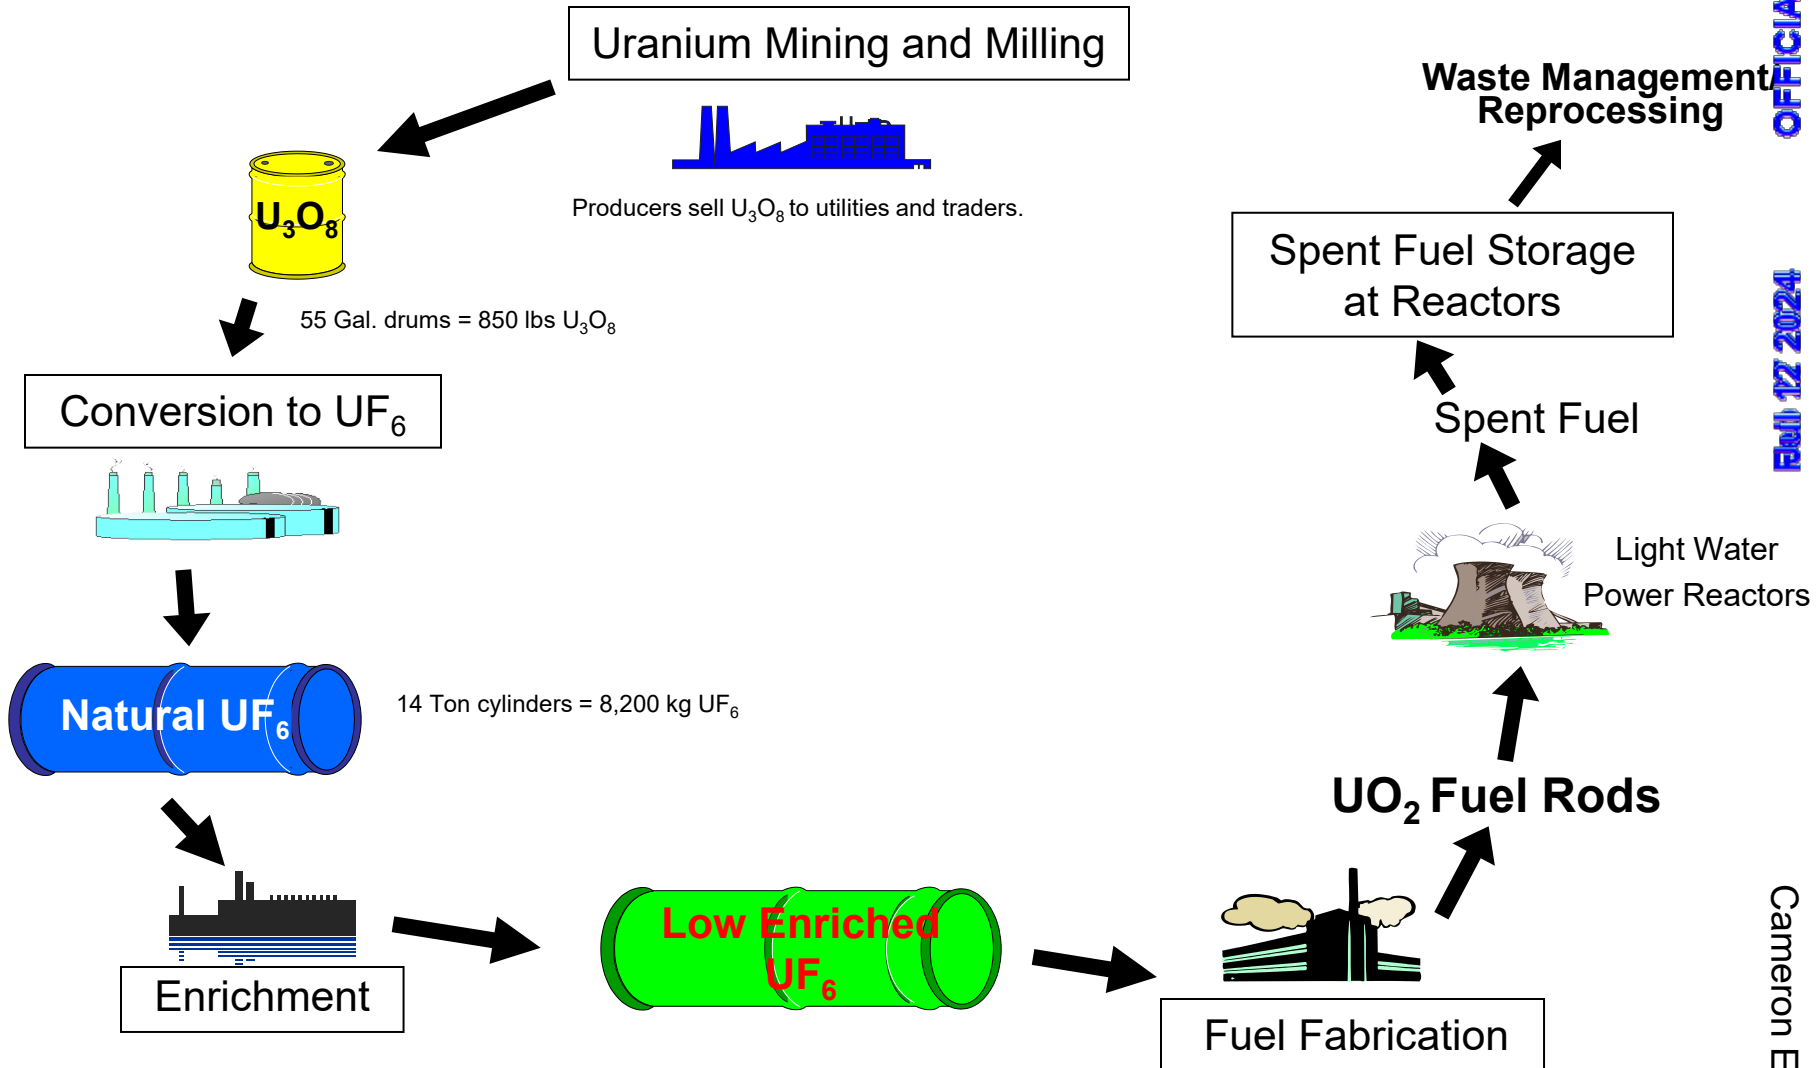 Uranium Mining and Milling
Producers sell U₃O₈ to utilities and traders.
U₃O₈
55 Gal. drums = 850 lbs U₃O₈
Conversion to UF₆
Natural UF₆
14 Ton cylinders = 8,200 kg UF₆
Enrichment
Low Enriched
UF₆
Fuel Fabrication
UO₂ Fuel Rods
Light Water
Power Reactors
Spent Fuel
Spent Fuel Storage
at Reactors
Waste Management/
Reprocessing
OFFICIA
12 2024
Cameron E